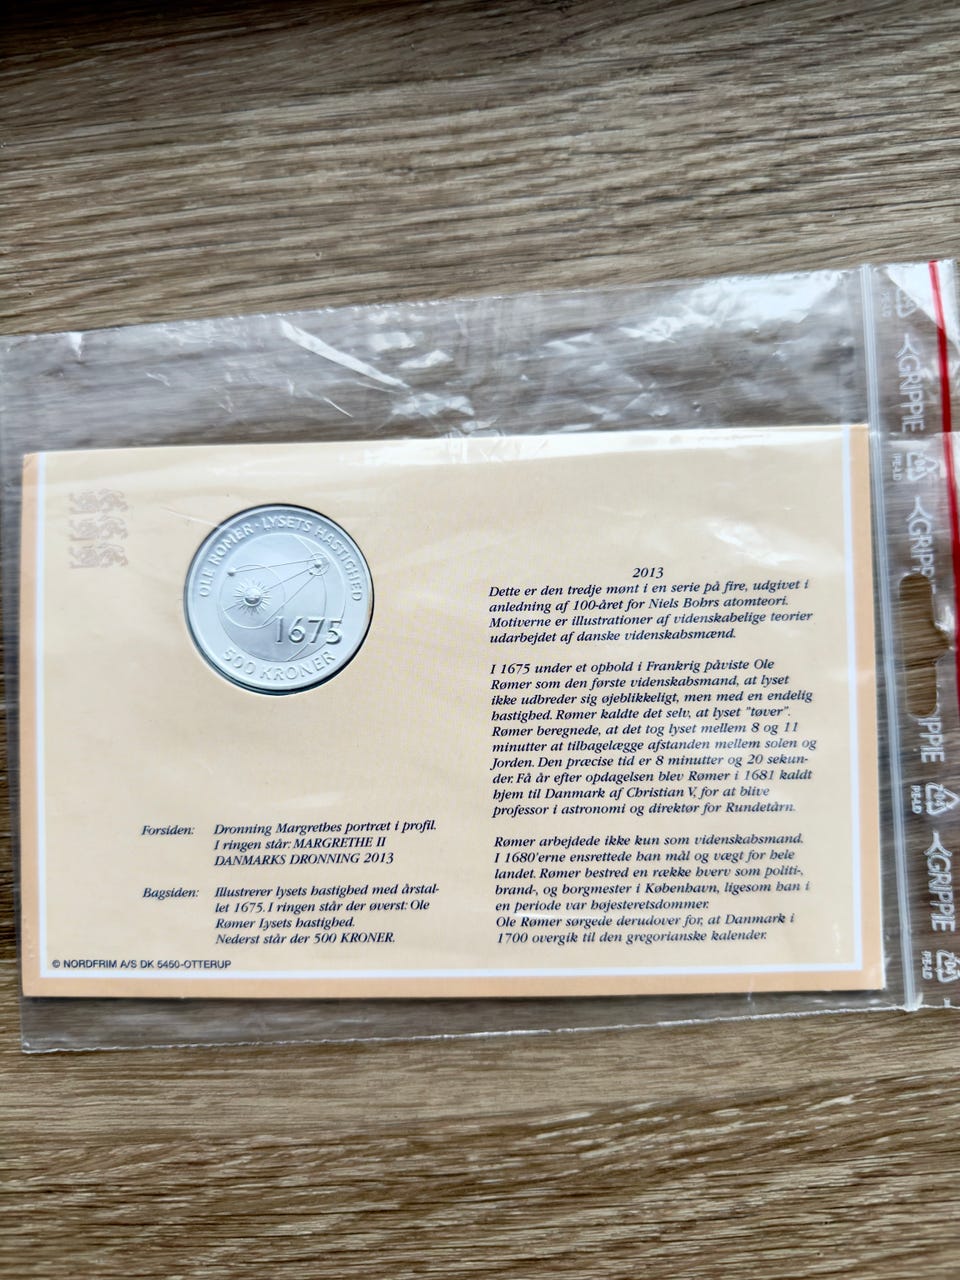 OLE RØMER · LYSETS HASTIGHED
1675
500 KRONER
Forsiden: Dronning Margrethes portræt i profil.
I ringen står: MARGRETHE II
DANMARKS DRONNING 2013
Bagsiden: Illustrerer lysets hastighed med årstal-
let 1675. I ringen står der øverst: Ole
Rømer Lysets hastighed.
Nederst står der 500 KRONER.
© NORDFRIM A/S DK 5450-OTTERUP
2013
Dette er den tredje mønt i en serie på fire, udgivet i
anledning af 100-året for Niels Bohrs atomteori.
Motiverne er illustrationer af videnskabelige teorier
udarbejdet af danske videnskabsmænd.
I 1675 under et ophold i Frankrig påviste Ole
Rømer som den første videnskabsmand, at lyset
ikke udbreder sig øjeblikkeligt, men med en endelig
hastighed. Rømer kaldte det selv, at lyset "tøver".
Rømer beregnede, at det tog lyset mellem 8 og 11
minutter at tilbagelægge afstanden mellem solen og
Jorden. Den præcise tid er 8 minutter og 20 sekun-
der. Få år efter opdagelsen blev Rømer i 1681 kaldt
hjem til Danmark af Christian V, for at blive
professor i astronomi og direktør for Rundetårn.
Rømer arbejdede ikke kun som videnskabsmand.
I 1680'erne ensrettede han mål og vægt for hele
landet. Rømer bestred en række hverv som politi-,
brand-, og borgmester i København, ligesom han i
en periode var højesteretsdommer.
Ole Rømer sørgede derudover for, at Danmark i
1700 overgik til den gregorianske kalender.
GRIPPIE
04
PE-LD
GRIPPIE
PE-LD
GRIPPIE
04
PE-LD